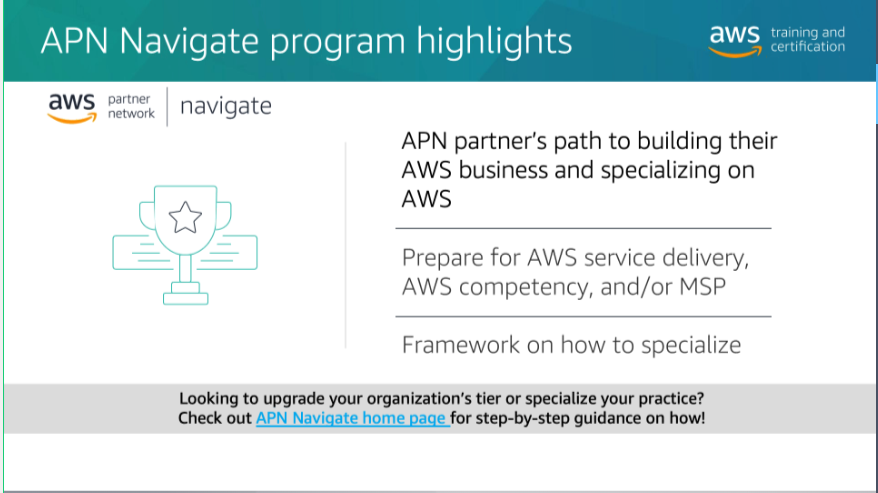 APN Navigate program highlights
aws training and
certification
aws partner
network
navigate
APN partner's path to building their
AWS business and specializing on
AWS
Prepare for AWS service delivery,
AWS competency, and/or MSP
Framework on how to specialize
Looking to upgrade your organization's tier or specialize your practice?
Check out APN Navigate home page for step-by-step guidance on how!